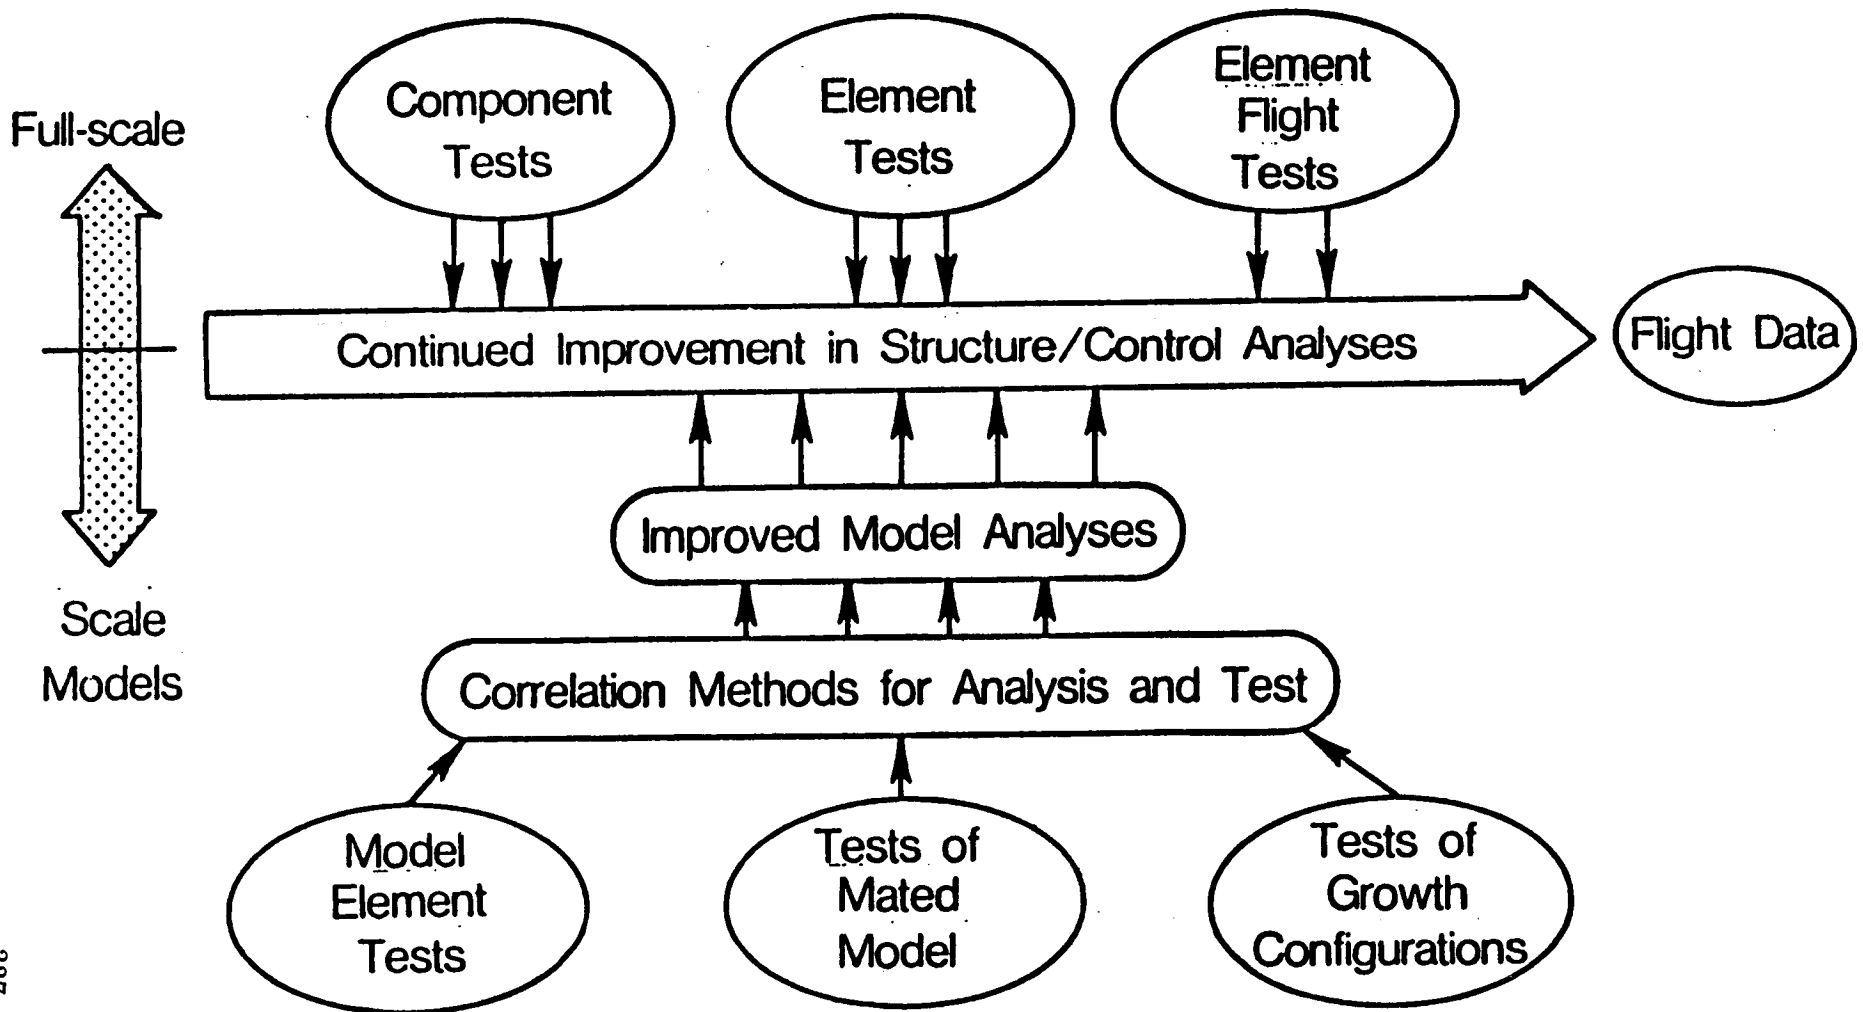 Component
Tests
Element
Tests
Element
Flight
Tests
Full-scale
Continued Improvement in Structure/Control Analyses
Flight Data
Improved Model Analyses
Scale
Models
Correlation Methods for Analysis and Test
Model
Element
Tests
Tests of
Mated
Model
Tests of
Growth
Configurations